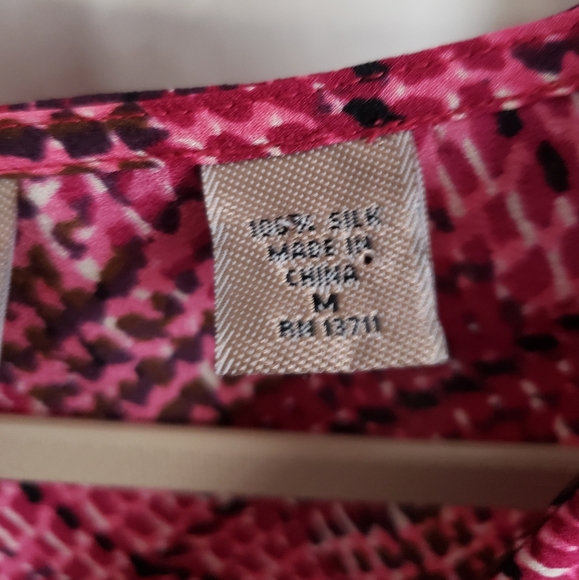 100% SILK
MADE IN
CHINA
M
RN 13711